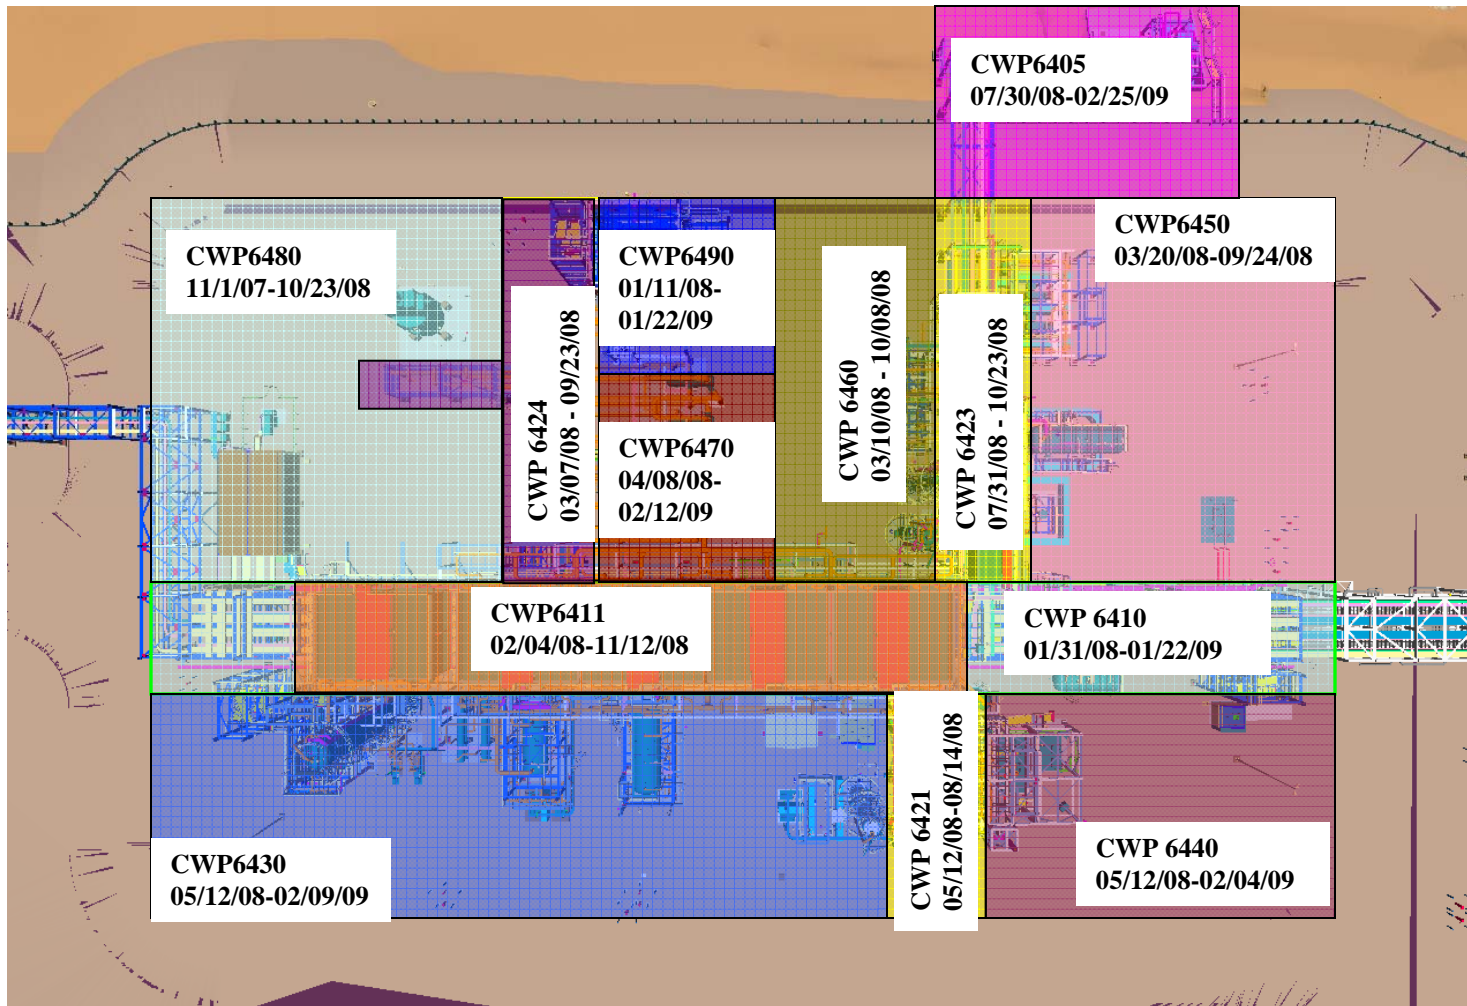 CWP6405
07/30/08-02/25/09
CWP6480
11/1/07-10/23/08
CWP 6424
03/07/08 - 09/23/08
CWP6490
01/11/08-
01/22/09
CWP6470
04/08/08-
02/12/09
CWP 6460
03/10/08 - 10/08/08
CWP 6423
07/31/08 - 10/23/08
CWP6450
03/20/08-09/24/08
CWP6411
02/04/08-11/12/08
CWP 6410
01/31/08-01/22/09
CWP6430
05/12/08-02/09/09
CWP 6421
05/12/08-08/14/08
CWP 6440
05/12/08-02/04/09